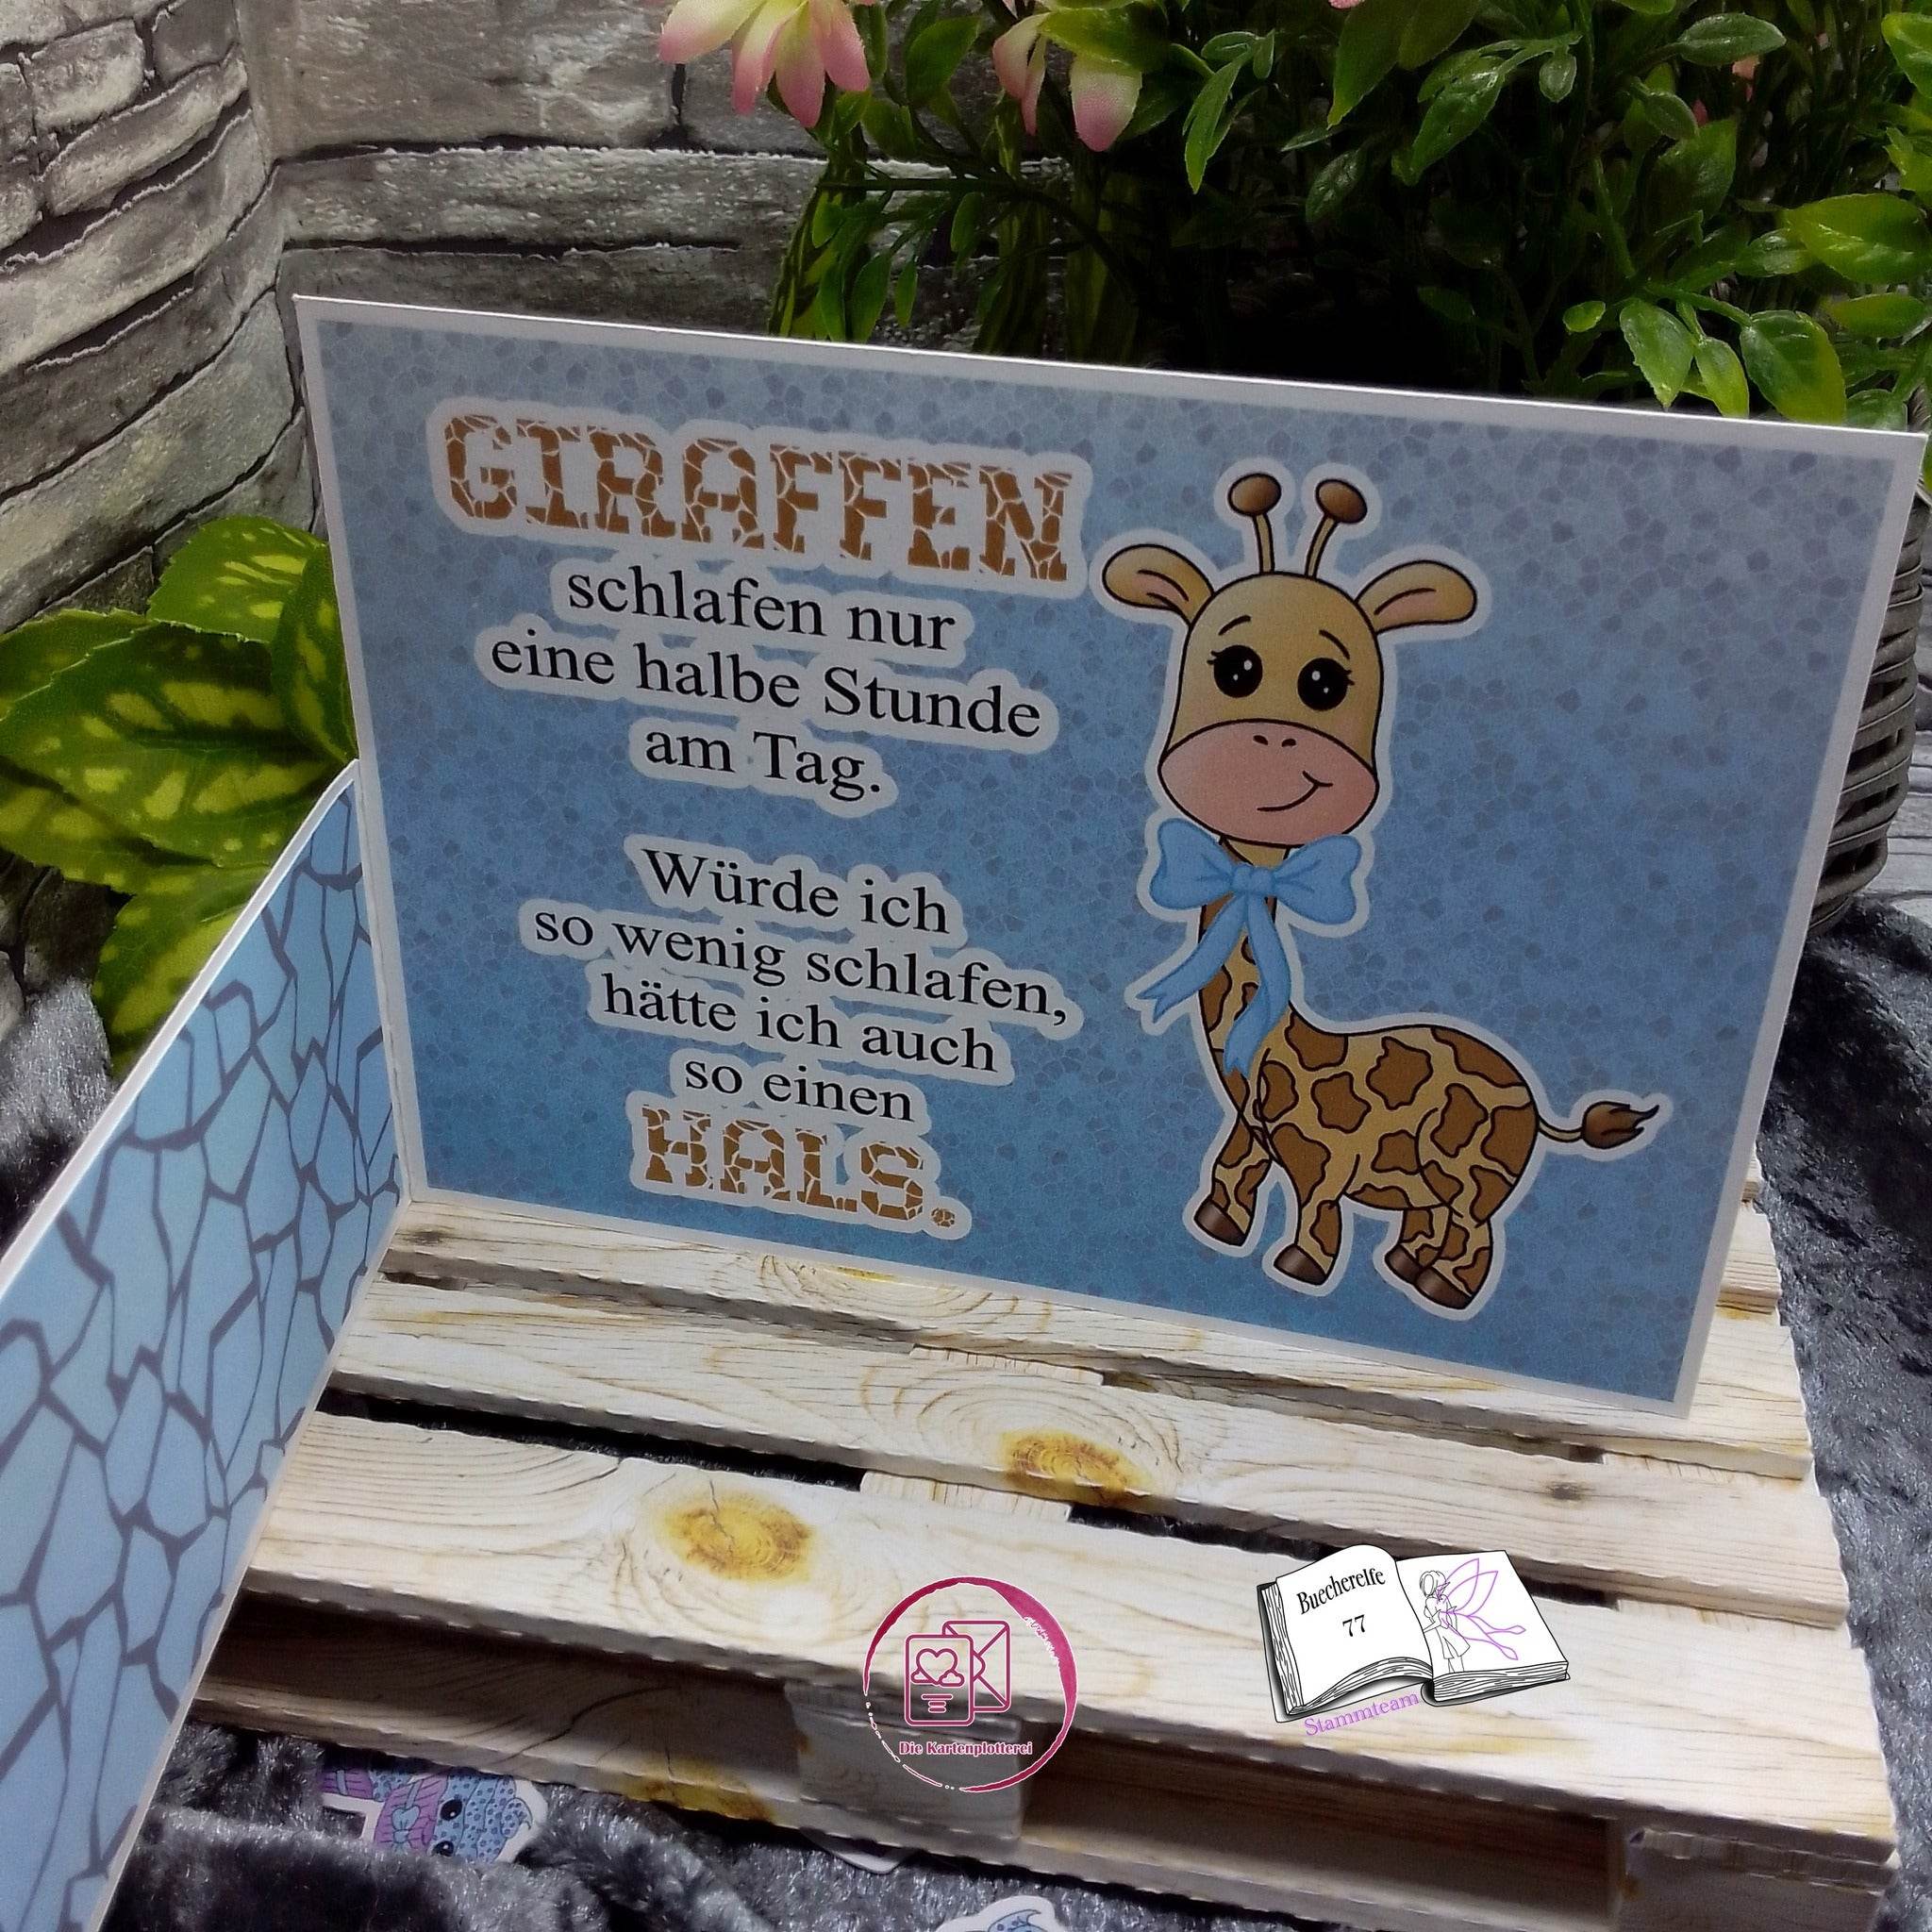 GIRAFFEN
schlafen nur
eine halbe Stunde
am Tag.
Würde ich
so wenig schlafen,
hätte ich auch
so einen
HALS.
Die Kartenplotterei
Buecherelfe
77
Stammteam